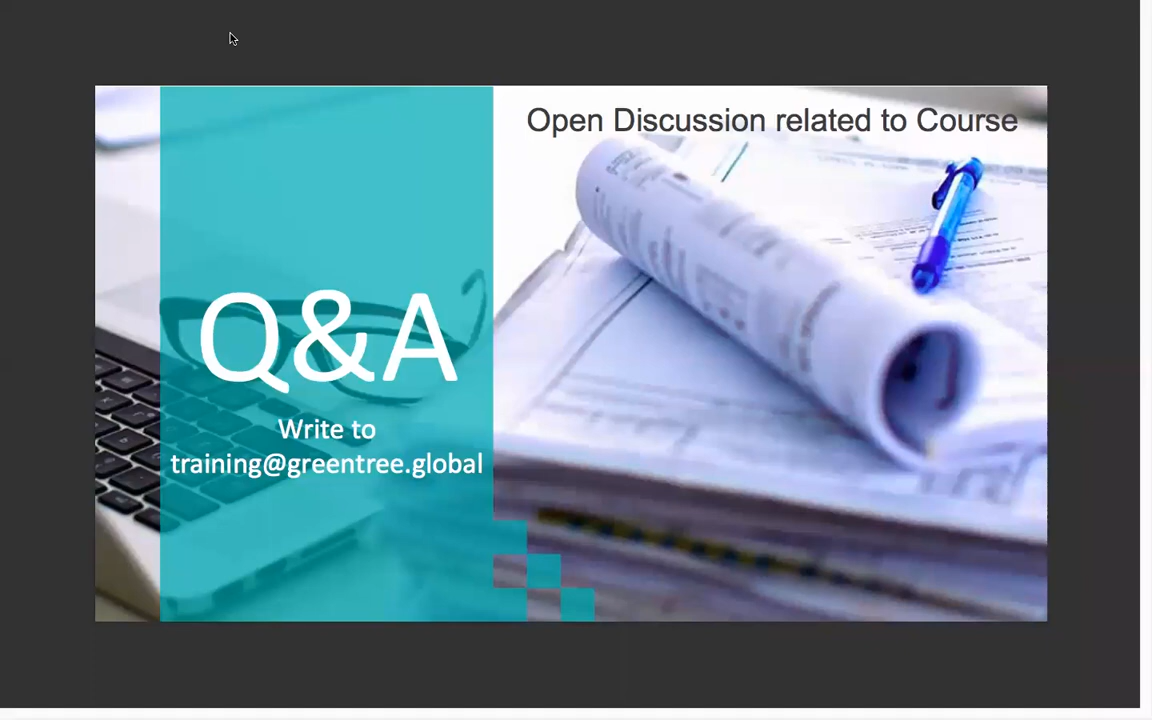 Open Discussion related to Course
Q&A
Write to
training@greentree.global